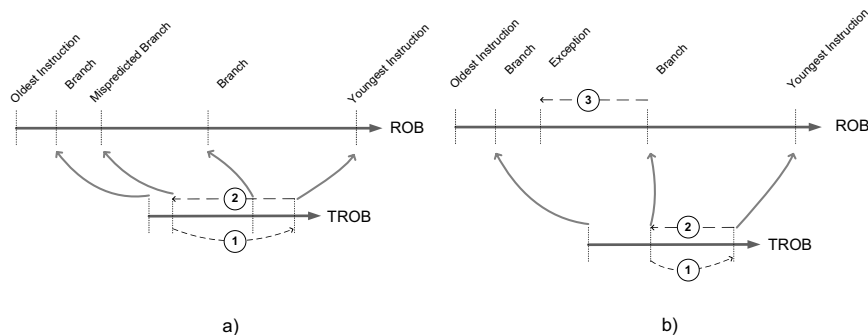 Oldest Instruction
Branch
Mispredicted Branch
Branch
Youngest Instruction
ROB
2
TROB
1
a)
Oldest Instruction
Branch
Exception
Branch
Youngest Instruction
3
ROB
2
TROB
1
b)